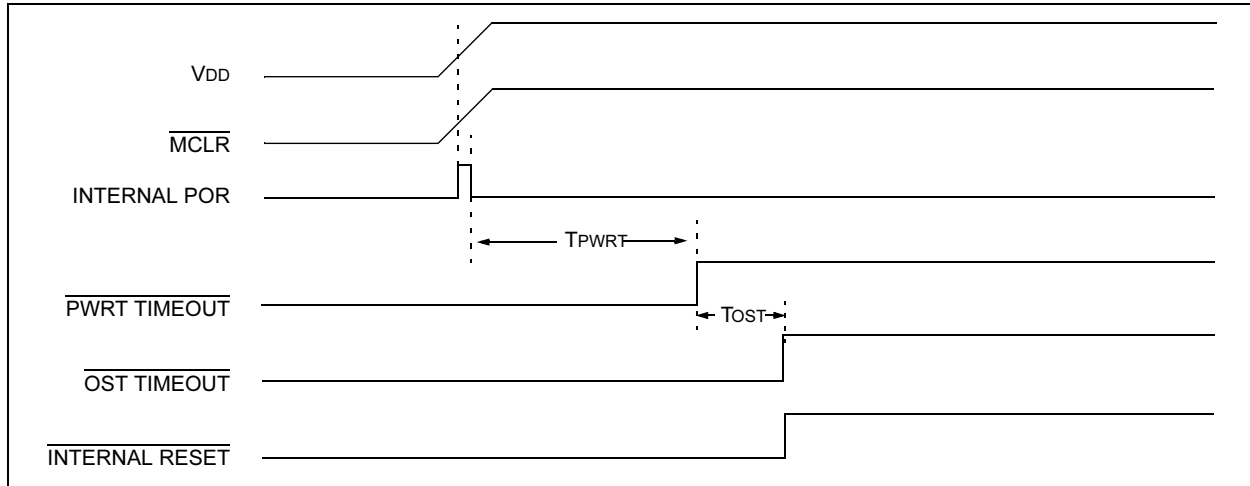 VDD
MCLR
INTERNAL POR
TPWRT
PWRT TIMEOUT
TOST
OST TIMEOUT
INTERNAL RESET